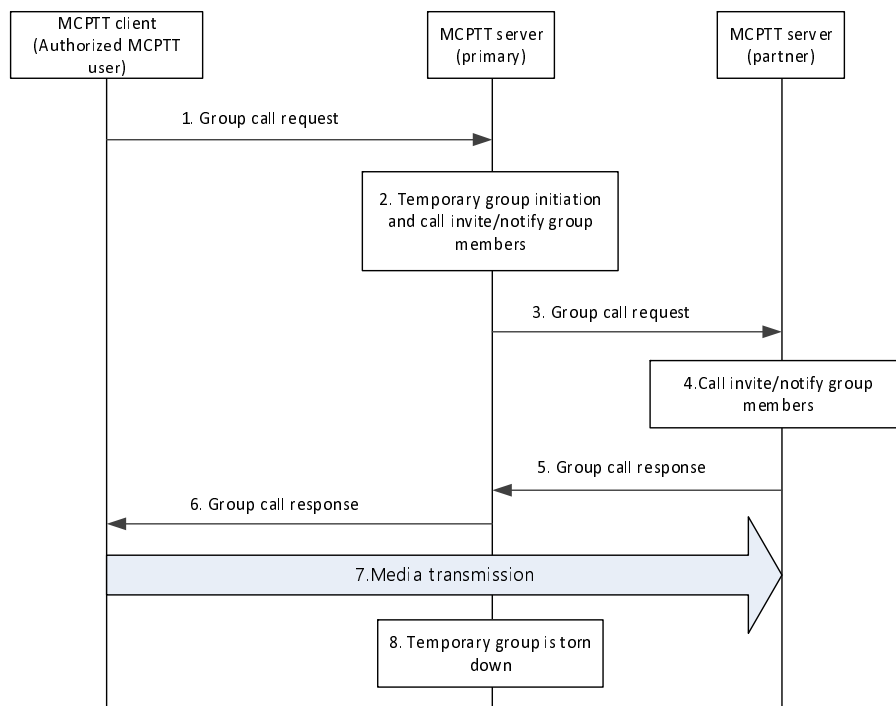 MCPTT client
(Authorized MCPTT
user)
MCPTT server
(primary)
MCPTT server
(partner)
1. Group call request
2. Temporary group initiation
and call invite/notify group
members
3. Group call request
4.Call invite/notify group
members
5. Group call response
6. Group call response
7.Media transmission
8. Temporary group is torn
down